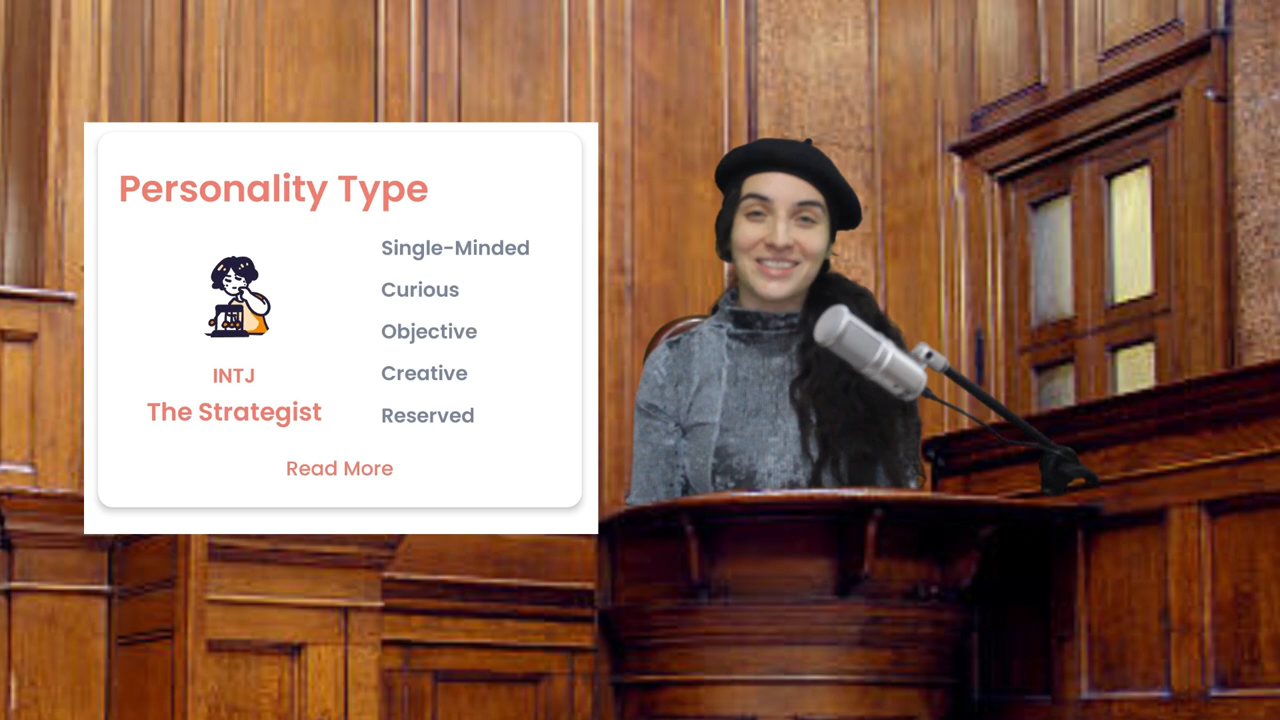 Personality Type
Single-Minded
Curious
Objective
Creative
Reserved
INTJ
The Strategist
Read More